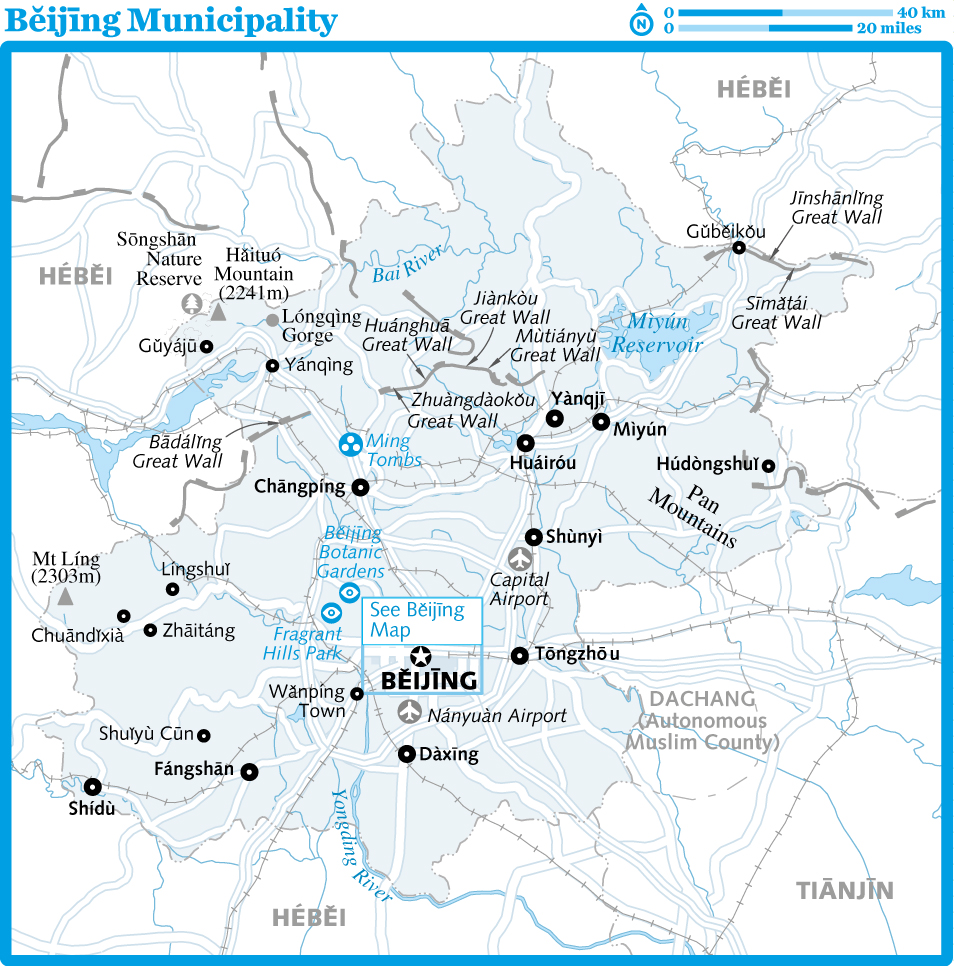 Běijīng Municipality
0 40 km
0 20 miles
HÉBĚI
Jīnshānlǐng
Great Wall
Gǔběikǒu
Sōngshān
Nature
Reserve
Hǎituó
Mountain
(2241m)
HÉBĚI
Bai River
Jiànkòu
Great Wall
Sīmǎtái
Great Wall
Lóngqìng
Gorge
Huánghuā
Great Wall
Mùtiányù
Great Wall
Mìyún
Reservoir
Gǔyájū
Yánqìng
Zhuàngdàokǒu
Great Wall
Yànqjī
Mìyún
Bādálǐng
Great Wall
Ming
Tombs
Huáiróu
Húdòngshuǐ
Chāngpíng
Pan
Mountains
Běijīng
Botanic
Gardens
Shùnyì
Mt Líng
(2303m)
Língshuǐ
Capital
Airport
See Běijīng
Map
Chuāndǐxià
Zhāitáng
Fragrant
Hills Park
Tōngzhōu
BĚIJĪNG
Wǎnpíng
Town
DACHANG
(Autonomous
Muslim County)
Nányuàn Airport
Shuǐyù Cūn
Dàxīng
Fángshān
Shídù
Yongding River
TIĀNJĪN
HÉBĚI
N